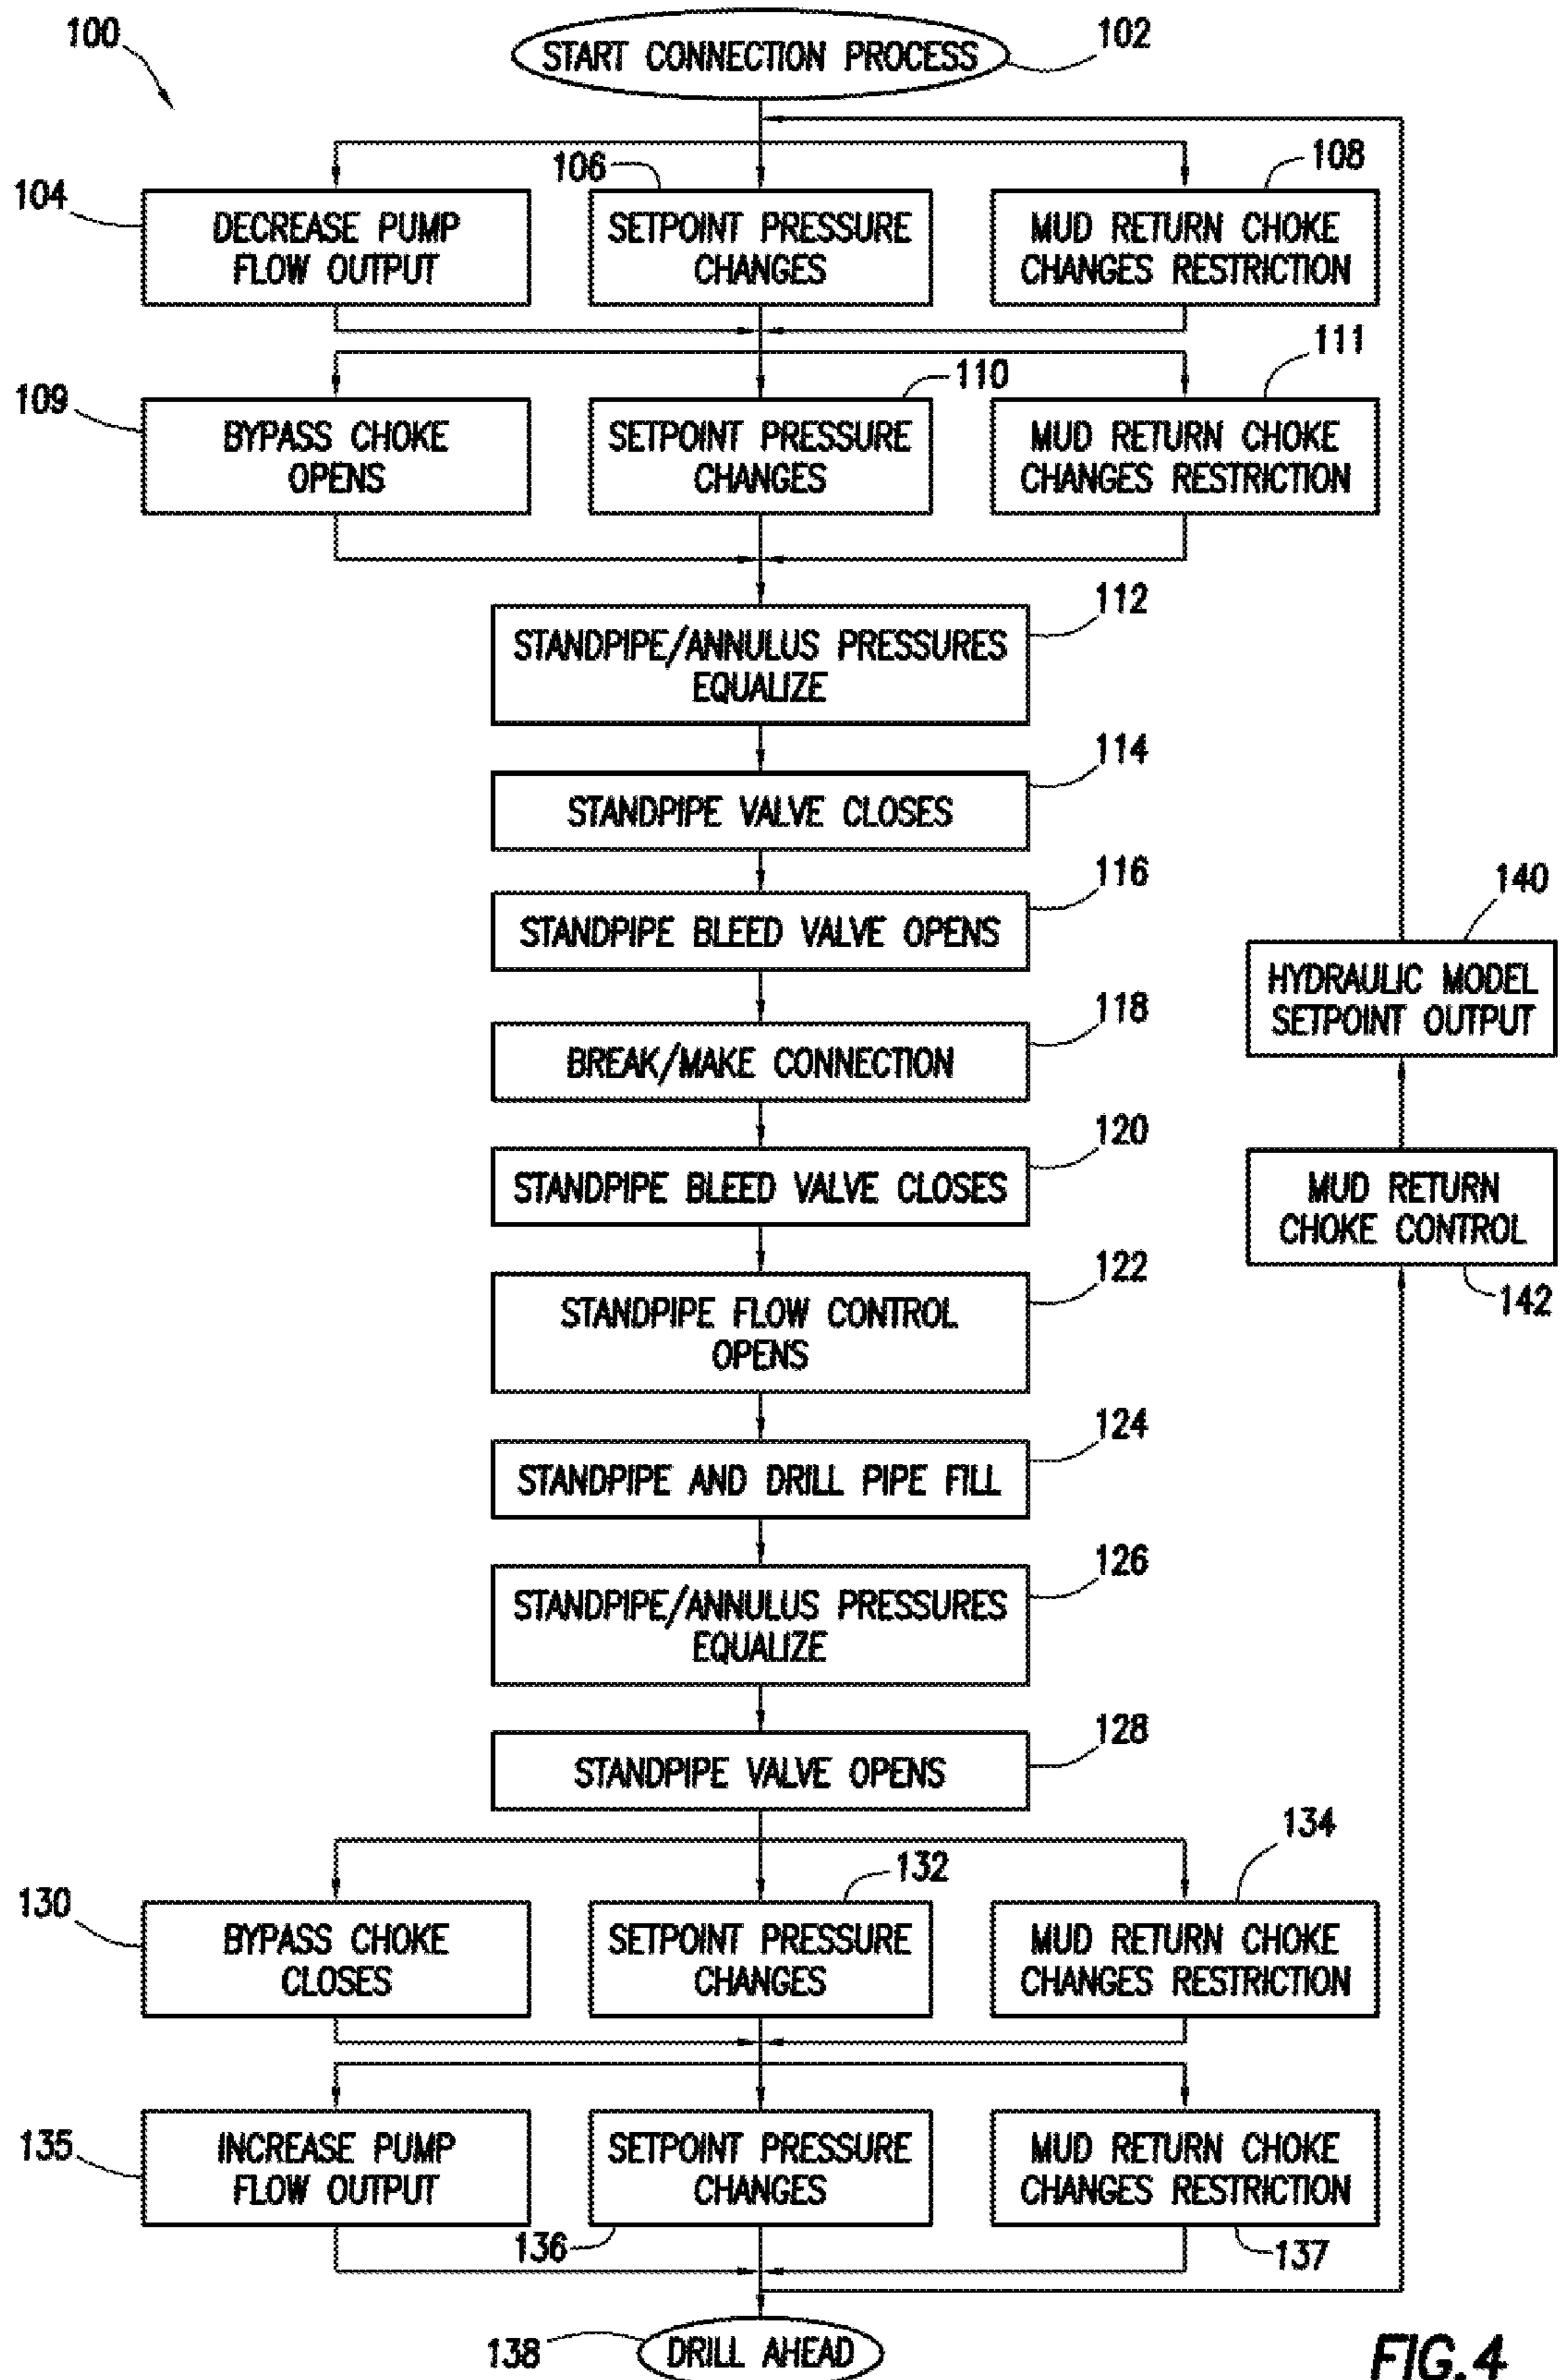 100
START CONNECTION PROCESS
102
104
DECREASE PUMP
FLOW OUTPUT
106
SETPOINT PRESSURE
CHANGES
108
MUD RETURN CHOKE
CHANGES RESTRICTION
109
BYPASS CHOKE
OPENS
110
SETPOINT PRESSURE
CHANGES
111
MUD RETURN CHOKE
CHANGES RESTRICTION
112
STANDPIPE/ANNULUS PRESSURES
EQUALIZE
114
STANDPIPE VALVE CLOSES
116
STANDPIPE BLEED VALVE OPENS
118
BREAK/MAKE CONNECTION
120
STANDPIPE BLEED VALVE CLOSES
122
STANDPIPE FLOW CONTROL
OPENS
124
STANDPIPE AND DRILL PIPE FILL
126
STANDPIPE/ANNULUS PRESSURES
EQUALIZE
128
STANDPIPE VALVE OPENS
130
BYPASS CHOKE
CLOSES
132
SETPOINT PRESSURE
CHANGES
134
MUD RETURN CHOKE
CHANGES RESTRICTION
135
INCREASE PUMP
FLOW OUTPUT
136
SETPOINT PRESSURE
CHANGES
137
MUD RETURN CHOKE
CHANGES RESTRICTION
138
DRILL AHEAD
140
HYDRAULIC MODEL
SETPOINT OUTPUT
MUD RETURN
CHOKE CONTROL
142
FIG.4